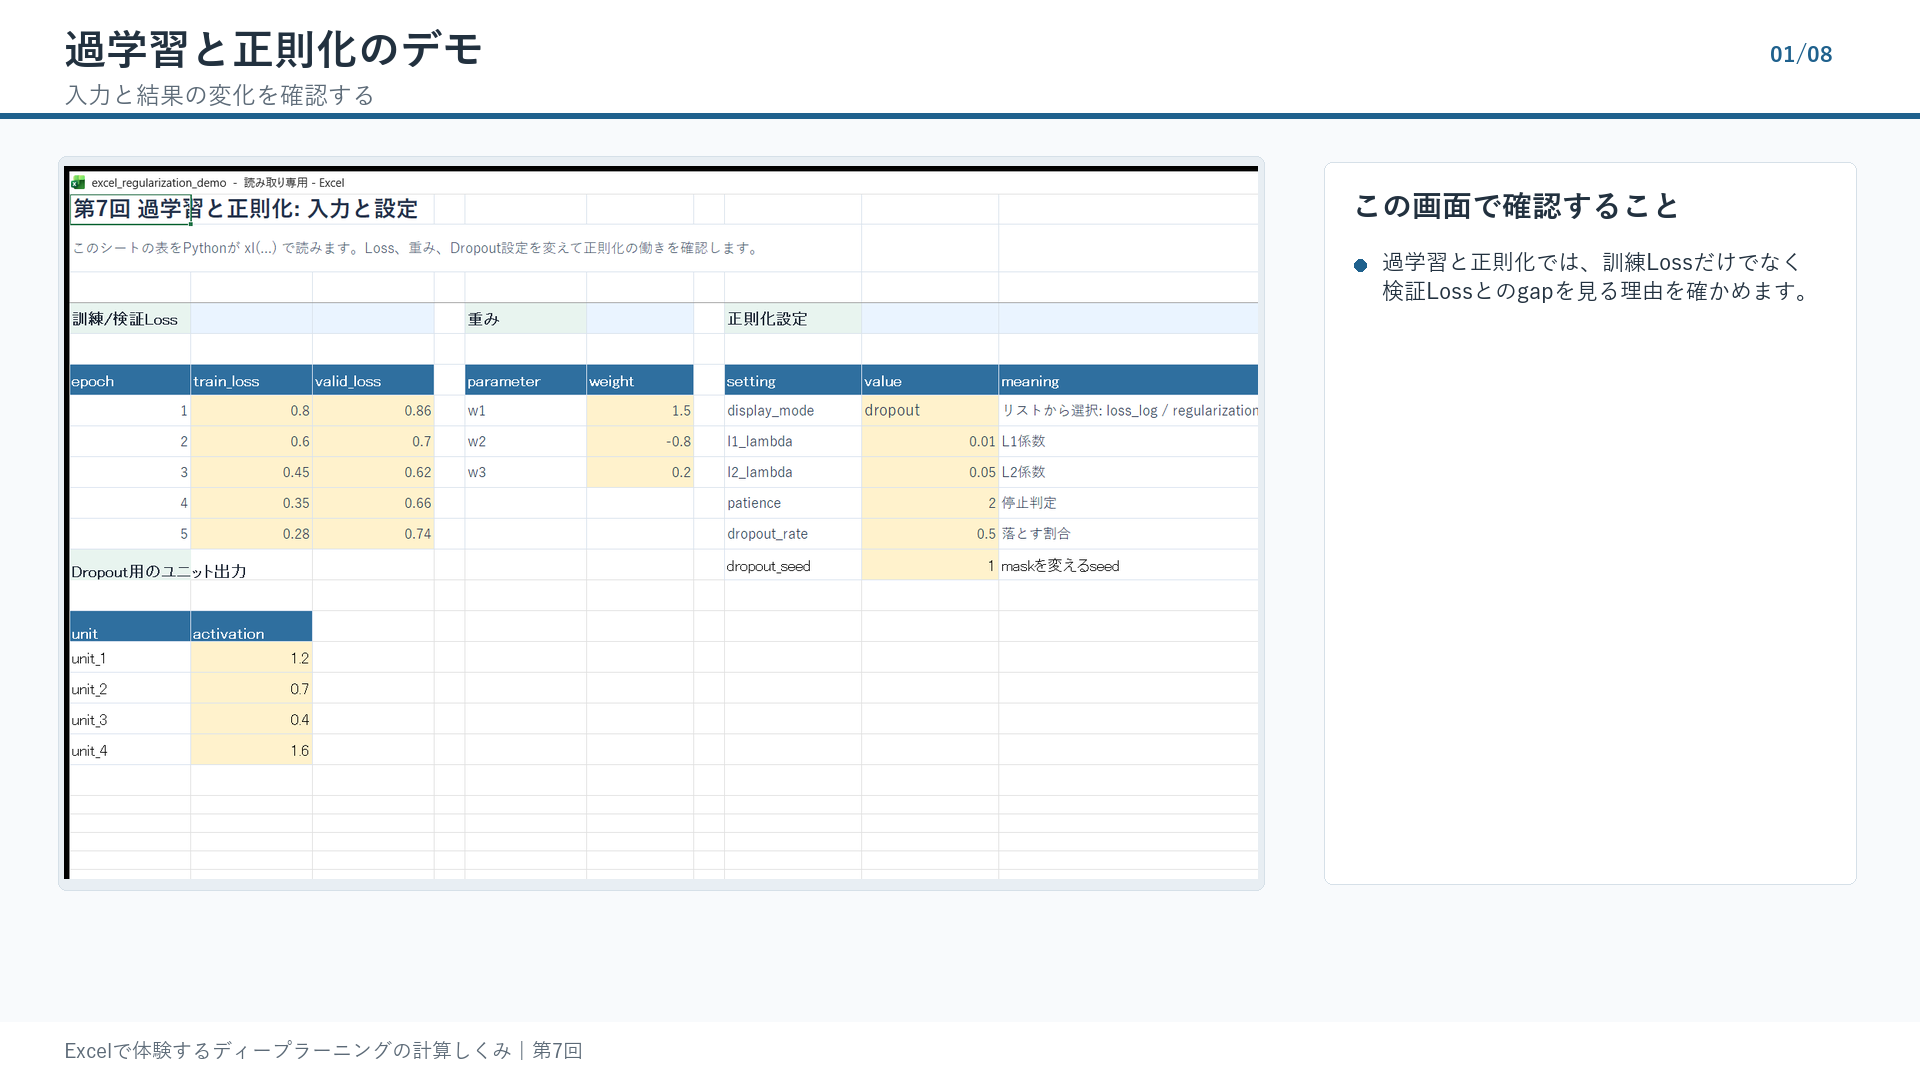 過学習と正則化のデモ
入力と結果の変化を確認する
01/08
excel_regularization_demo - 読み取り専用 - Excel
第7回 過学習と正則化: 入力と設定
このシートの表をPythonが xl(...) で読みます。Loss、重み、Dropout設定を変えて正則化の働きを確認します。
訓練/検証Loss 重み 正則化設定
epoch train_loss valid_loss parameter weight setting value meaning
1 0.8 0.86 w1 1.5 display_mode dropout リストから選択: loss_log / regularization
2 0.6 0.7 w2 -0.8 l1_lambda 0.01 L1係数
3 0.45 0.62 w3 0.2 l2_lambda 0.05 L2係数
4 0.35 0.66 patience 2 停止判定
5 0.28 0.74 dropout_rate 0.5 落とす割合
Dropout用のユニット出力 dropout_seed 1 maskを変えるseed
unit activation
unit_1 1.2
unit_2 0.7
unit_3 0.4
unit_4 1.6
この画面で確認すること
過学習と正則化では、訓練Lossだけでなく
検証Lossとのgapを見る理由を確かめます。
Excelで体験するディープラーニングの計算しくみ｜第7回